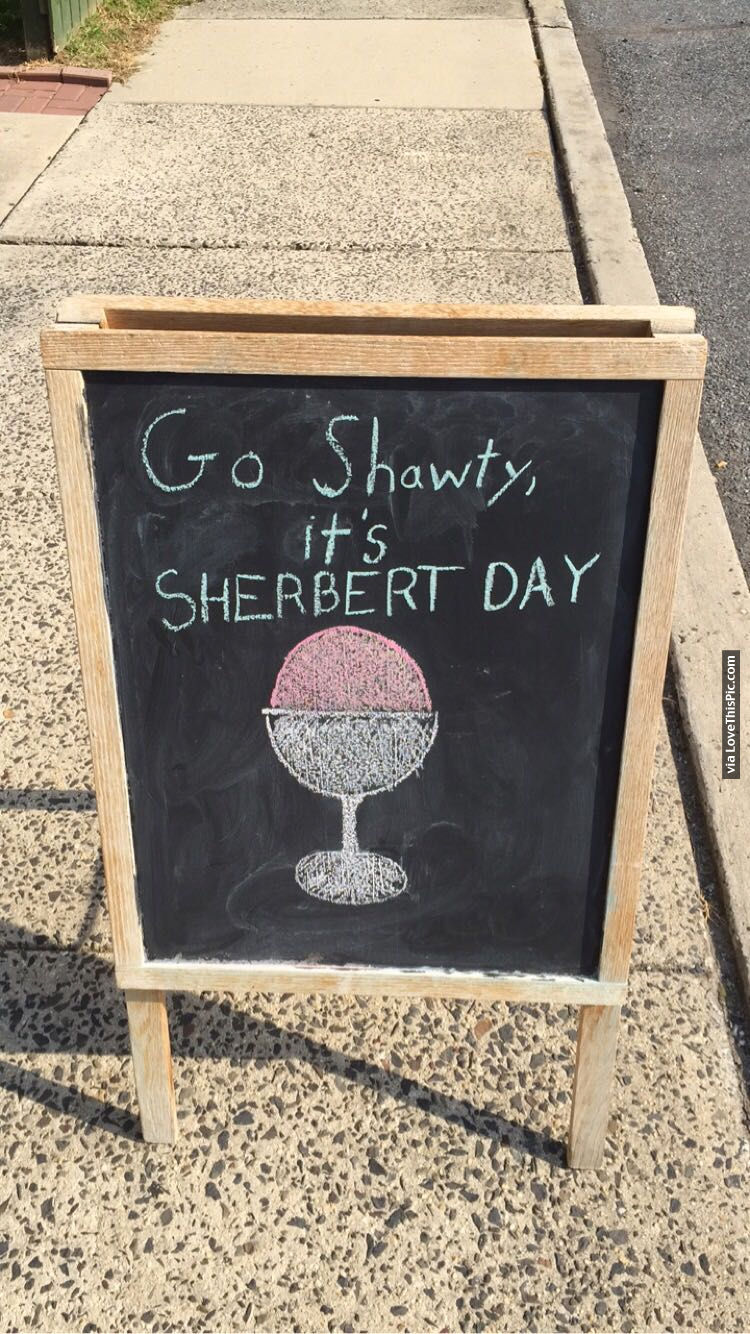 Go Shawty,
it's
SHERBERT DAY
via LoveThisPic.com